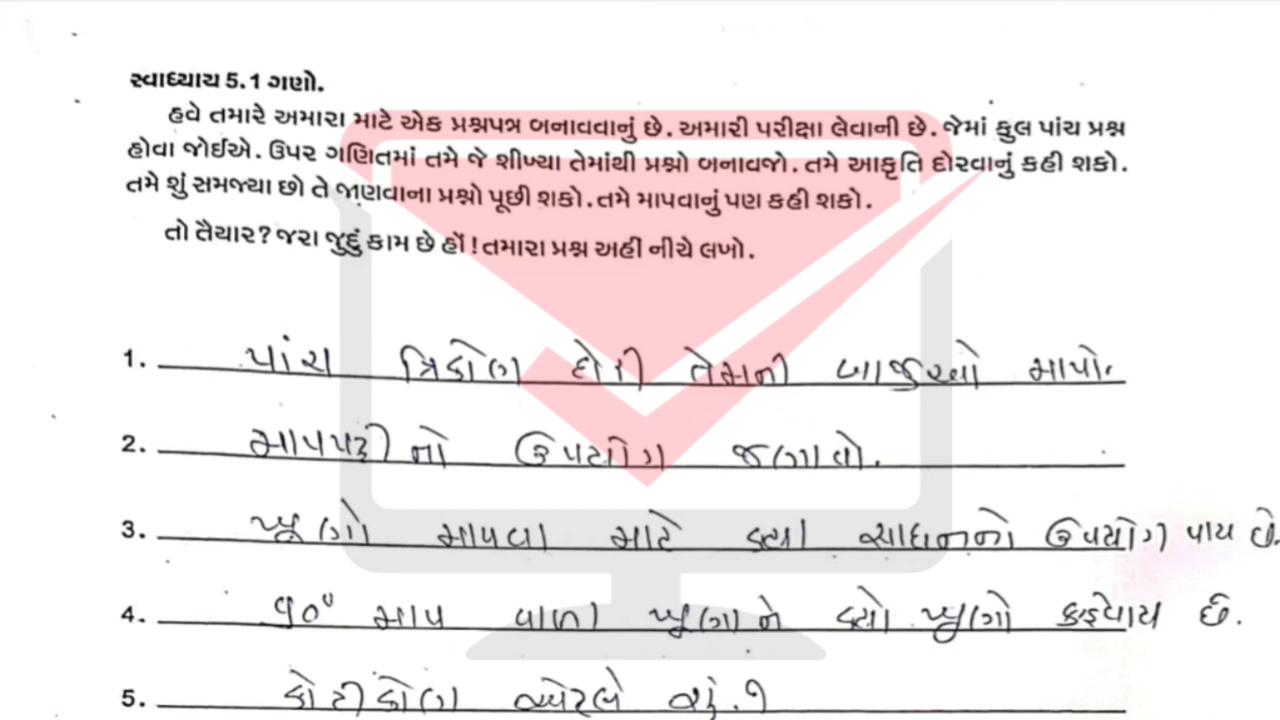 સ્વાધ્યાય 5.1 ગણો.
હવે તમારે અમારા માટે એક પ્રશ્નપત્ર બનાવવાનું છે. અમારી પરીક્ષા લેવાની છે. જેમાં કુલ પાંચ પ્રશ્ન
હોવા જોઈએ. ઉપર ગણિતમાં તમે જે શીખ્યા તેમાંથી પ્રશ્નો બનાવજો. તમે આકૃતિ દોરવાનું કહી શકો.
તમે શું સમજ્યા છો તે જાણવાના પ્રશ્નો પૂછી શકો. તમે માપવાનું પણ કહી શકો.
તો તૈયાર? જરા જુદું કામ છે હોં! તમારા પ્રશ્ન અહીં નીચે લખો.
1. પાંચ ત્રિકોણ દોરી તેમની બાજુઓ માપો.
2. માપપટ્ટીનો ઉપયોગ જણાવો.
3. ખૂણો માપવા માટે ક્યા સાધનનો ઉપયોગ થાય છે.
4. ૯૦° માપ વાળા ખૂણાને ક્યો ખૂણો કહેવાય છે.
5. કાટકોણ એટલે શું.?